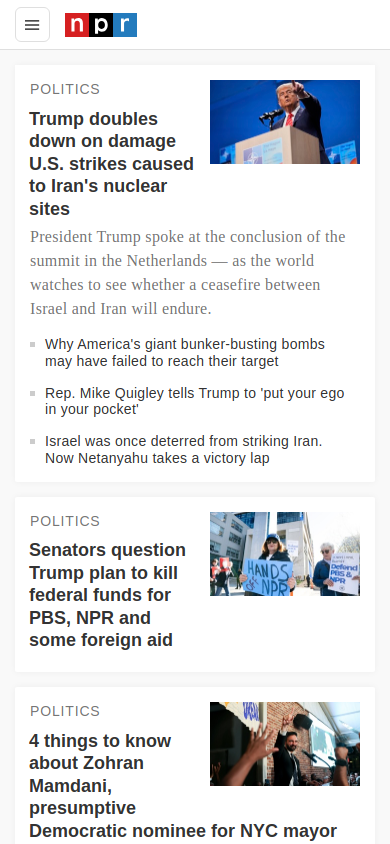 npr
POLITICS
Trump doubles
down on damage
U.S. strikes caused
to Iran's nuclear
sites
President Trump spoke at the conclusion of the
summit in the Netherlands — as the world
watches to see whether a ceasefire between
Israel and Iran will endure.
Why America's giant bunker-busting bombs
may have failed to reach their target
Rep. Mike Quigley tells Trump to 'put your ego
in your pocket'
Israel was once deterred from striking Iran.
Now Netanyahu takes a victory lap
POLITICS
Senators question
Trump plan to kill
federal funds for
PBS, NPR and
some foreign aid
HANDS
NPR
Defend
PBS &
NPR
POLITICS
4 things to know
about Zohran
Mamdani,
presumptive
Democratic nominee for NYC mayor